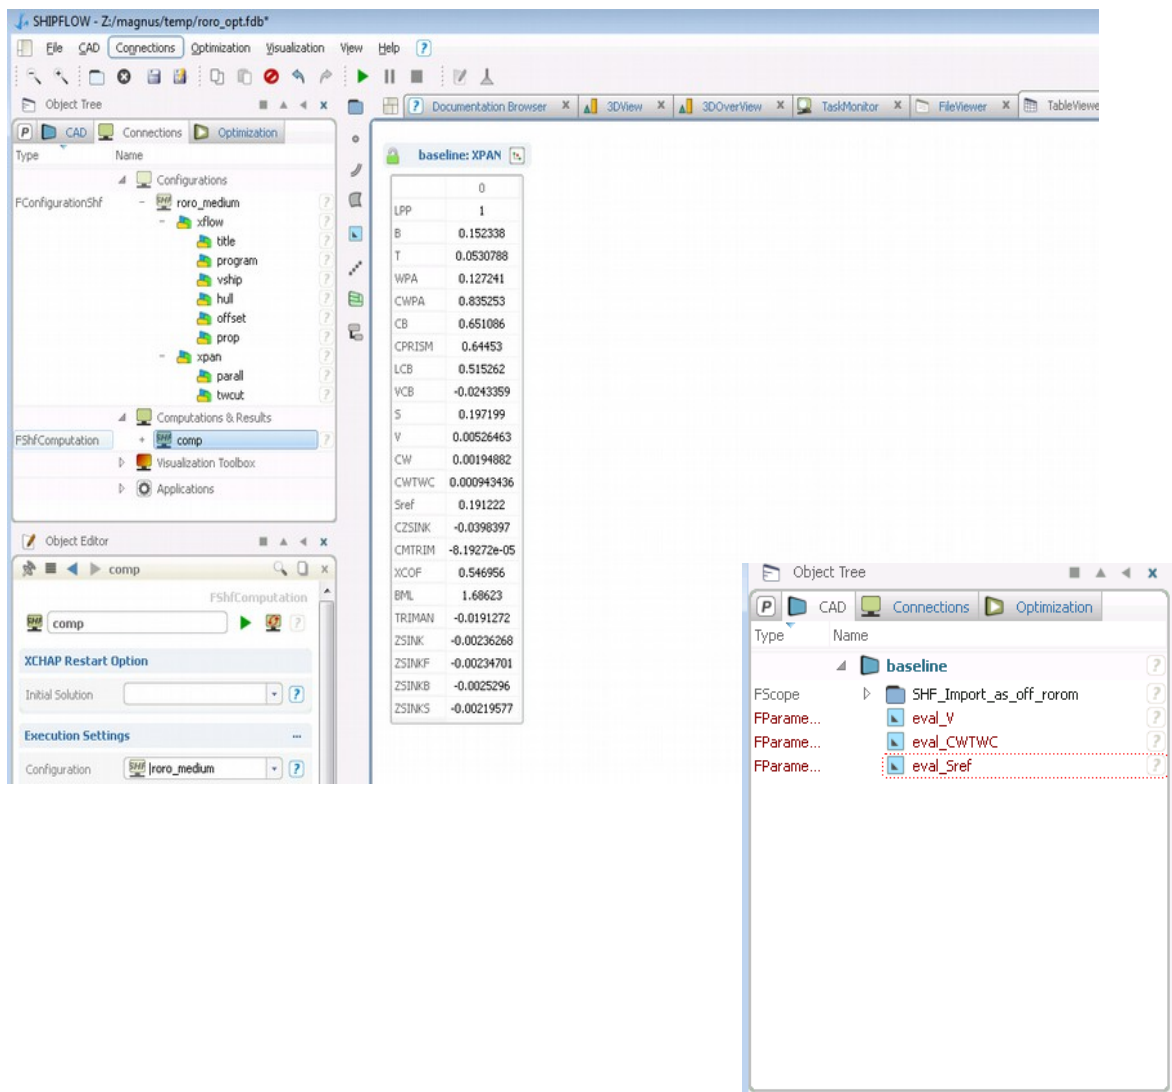 SHIPFLOW - Z:/magnus/temp/roro_opt.fdb*
File CAD Connections Optimization Visualization View Help ?
Object Tree
? Documentation Browser X 3DView X 3DOverView X TaskMonitor X FileViewer X TableViewe
P CAD Connections Optimization
Type Name
Configurations
FConfigurationShf - roro_medium ?
- xflow ?
title ?
program ?
vship ?
hull ?
offset ?
prop ?
- xpan ?
parall ?
twcut ?
Computations & Results
FShfComputation + comp ?
Visualization Toolbox
Applications
baseline: XPAN
0
LPP 1
B 0.152338
T 0.0530788
WPA 0.127241
CWPA 0.835253
CB 0.651086
CPRISM 0.64453
LCB 0.515262
VCB -0.0243359
S 0.197199
V 0.00526463
CW 0.00194882
CWTWC 0.000943436
Sref 0.191222
CZSINK -0.0398397
CMTRIM -8.19272e-05
XCOF 0.546956
BML 1.68623
TRIMAN -0.0191272
ZSINK -0.00236268
ZSINKF -0.00234701
ZSINKB -0.0025296
ZSINKS -0.00219577
Object Editor
comp
FShfComputation
comp ?
XCHAP Restart Option
Initial Solution ?
Execution Settings ...
Configuration |roro_medium ?
Object Tree
P CAD Connections Optimization
Type Name
baseline ?
FScope SHF_Import_as_off_rorom ?
FParame... eval_V ?
FParame... eval_CWTWC ?
FParame... eval_Sref ?